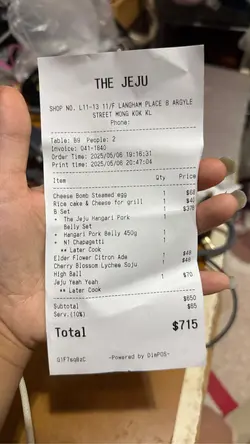 THE JEJU
SHOP NO. L11-13 11/F LANGHAM PLACE 8 ARGYLE
STREET MONG KOK KL
Phone:
Table: B9 People: 2
Invoice: 041-1840
Order Time: 2025/05/06 19:16:31
Print time: 2025/05/06 20:47:04
Item Qty Price
Cheese Bomb Steamed egg 1 $68
Rice cake & Cheese for grill 1
B Set 1 $378
+ The Jeju Hangari Pork 1
Belly Set
+ Hangari Pork Belly 450g 1
+ N1 Chapagetti 1
** Later Cook
Elder Flower Citron Ade 1
Cherry Blossom Lychee Soju 1
High Ball
Jeju Yeah Yeah 1 $70
** Later Cook
Subtotal $650
Serv.(10%) $65
Total $715
-Powered by DimPOS-